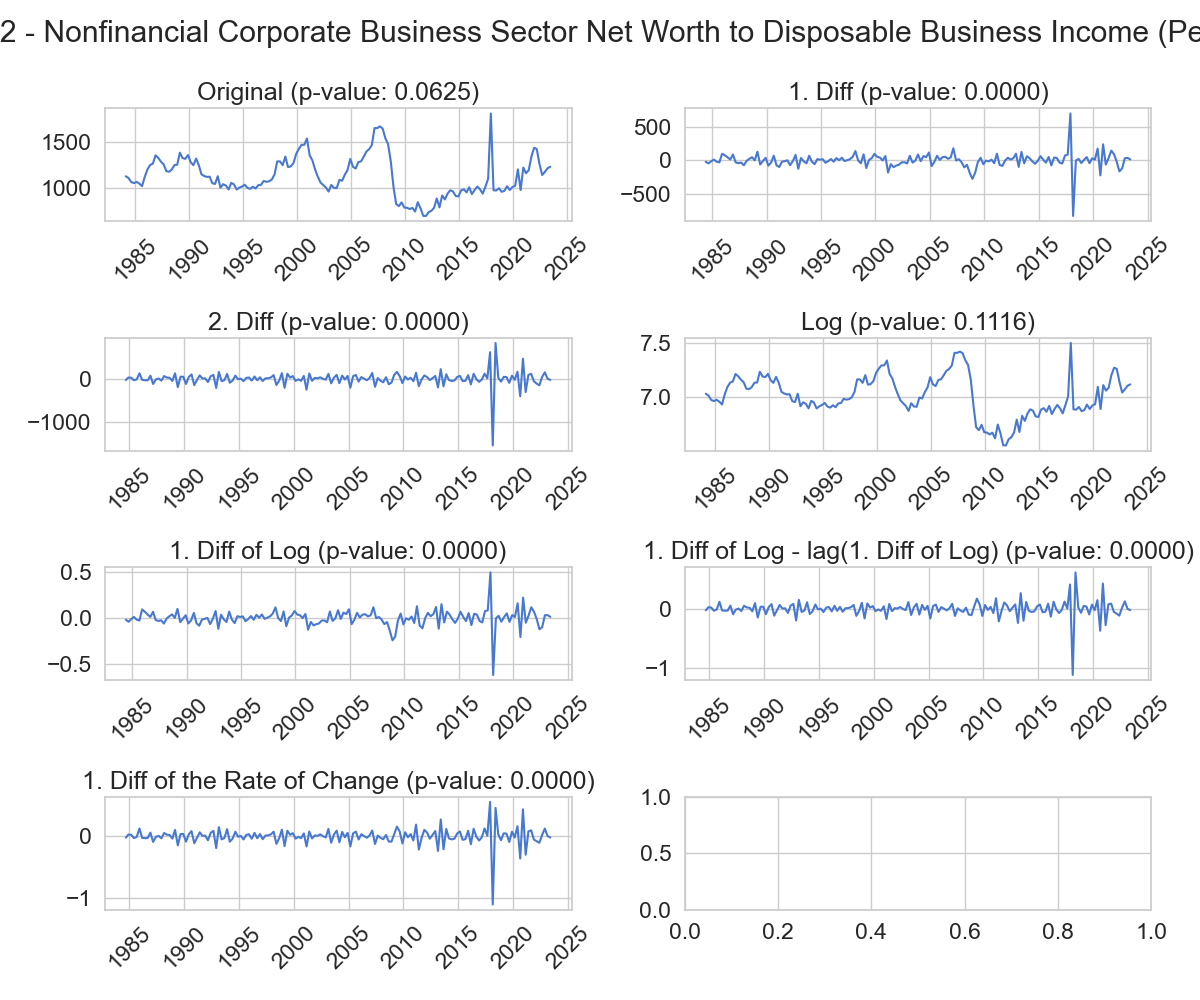 2 - Nonfinancial Corporate Business Sector Net Worth to Disposable Business Income (Pe
Original (p-value: 0.0625)
1500
1000
1985 1990 1995 2000 2005 2010 2015 2020 2025
1. Diff (p-value: 0.0000)
500
0
−500
1985 1990 1995 2000 2005 2010 2015 2020 2025
2. Diff (p-value: 0.0000)
0
−1000
1985 1990 1995 2000 2005 2010 2015 2020 2025
Log (p-value: 0.1116)
7.5
7.0
1985 1990 1995 2000 2005 2010 2015 2020 2025
1. Diff of Log (p-value: 0.0000)
0.5
0.0
−0.5
1985 1990 1995 2000 2005 2010 2015 2020 2025
1. Diff of Log - lag(1. Diff of Log) (p-value: 0.0000)
0
−1
1985 1990 1995 2000 2005 2010 2015 2020 2025
1. Diff of the Rate of Change (p-value: 0.0000)
0
−1
1985 1990 1995 2000 2005 2010 2015 2020 2025
1.0
0.5
0.0
0.0 0.2 0.4 0.6 0.8 1.0